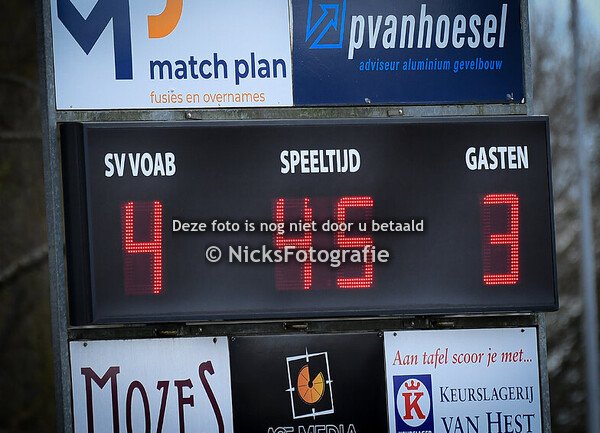 match plan
fusies en overnames
pvanhoesel
adviseur aluminium gevelbouw
SV VOAB
SPEELTIJD
GASTEN
4
45
3
Deze foto is nog niet door u betaald
© NicksFotografie
MOZES
Aan tafel scoor je met...
K
KEURSLAGER
KEURSLAGERIJ
VAN HEST